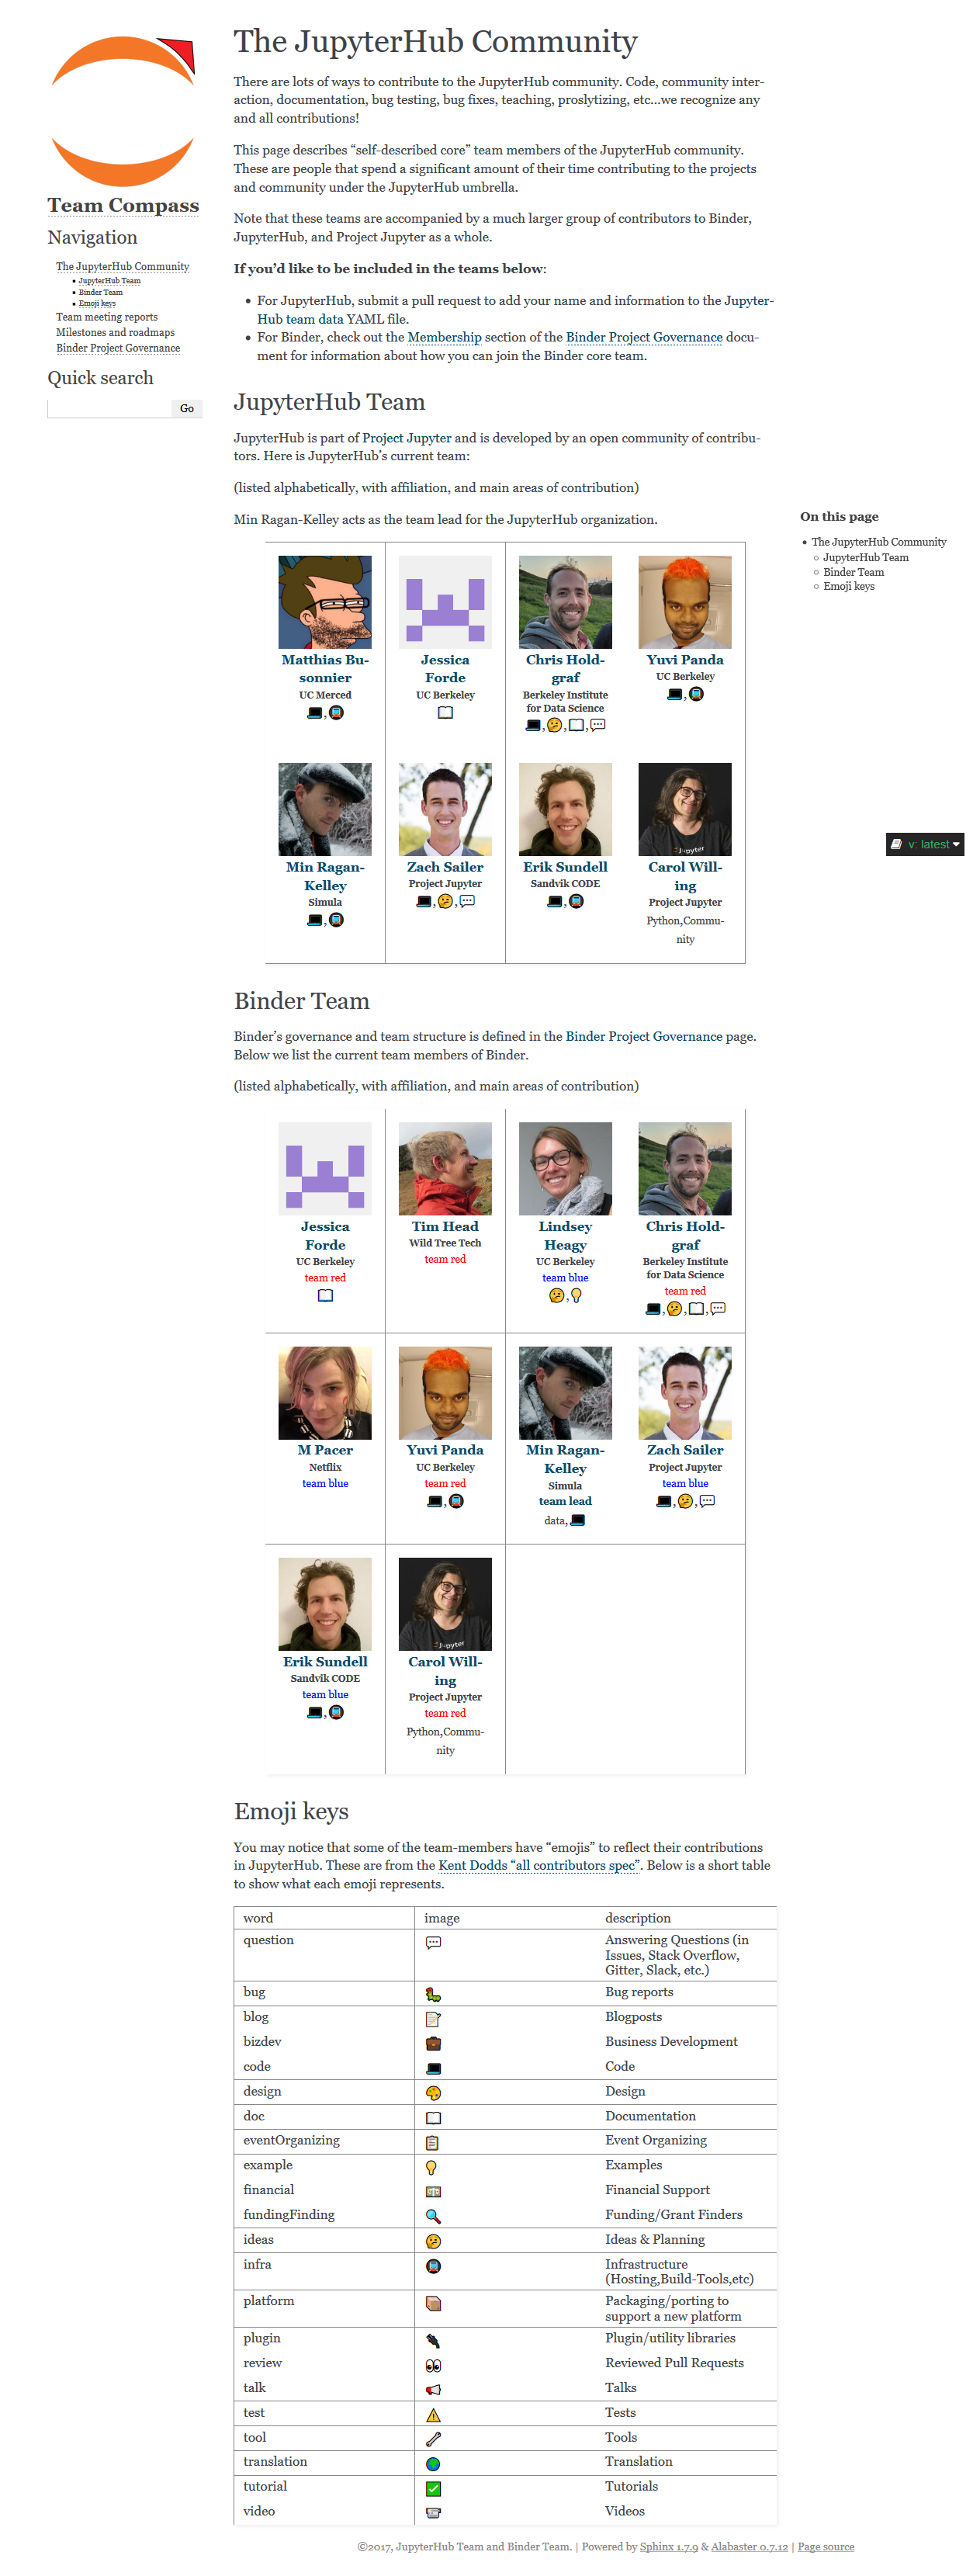 Team Compass
Navigation
The JupyterHub Community
JupyterHub Team
Binder Team
Emoji keys
Team meeting reports
Milestones and roadmaps
Binder Project Governance
Quick search
Go
The JupyterHub Community
There are lots of ways to contribute to the JupyterHub community. Code, community inter-
action, documentation, bug testing, bug fixes, teaching, proslytizing, etc…we recognize any
and all contributions!
This page describes “self-described core” team members of the JupyterHub community.
These are people that spend a significant amount of their time contributing to the projects
and community under the JupyterHub umbrella.
Note that these teams are accompanied by a much larger group of contributors to Binder,
JupyterHub, and Project Jupyter as a whole.
If you’d like to be included in the teams below:
For JupyterHub, submit a pull request to add your name and information to the Jupyter-
Hub team data YAML file.
For Binder, check out the Membership section of the Binder Project Governance docu-
ment for information about how you can join the Binder core team.
JupyterHub Team
JupyterHub is part of Project Jupyter and is developed by an open community of contribu-
tors. Here is JupyterHub’s current team:
(listed alphabetically, with affiliation, and main areas of contribution)
Min Ragan-Kelley acts as the team lead for the JupyterHub organization.
Matthias Bu-
sonnier
UC Merced
,
Jessica
Forde
UC Berkeley
Chris Hold-
graf
Berkeley Institute
for Data Science
, , ,
Yuvi Panda
UC Berkeley
,
Min Ragan-
Kelley
Simula
,
Zach Sailer
Project Jupyter
, ,
Erik Sundell
Sandvik CODE
,
Jupyter
Carol Will-
ing
Project Jupyter
Python,Commu-
nity
Binder Team
Binder’s governance and team structure is defined in the Binder Project Governance page.
Below we list the current team members of Binder.
(listed alphabetically, with affiliation, and main areas of contribution)
Jessica
Forde
UC Berkeley
team red
Tim Head
Wild Tree Tech
team red
Lindsey
Heagy
UC Berkeley
team blue
,
Chris Hold-
graf
Berkeley Institute
for Data Science
team red
, , ,
M Pacer
Netflix
team blue
Yuvi Panda
UC Berkeley
team red
,
Min Ragan-
Kelley
Simula
team lead
data,
Zach Sailer
Project Jupyter
team blue
, ,
Erik Sundell
Sandvik CODE
team blue
,
Jupyter
Carol Will-
ing
Project Jupyter
team red
Python,Commu-
nity
Emoji keys
You may notice that some of the team-members have “emojis” to reflect their contributions
in JupyterHub. These are from the Kent Dodds “all contributors spec”. Below is a short table
to show what each emoji represents.
word image description
question Answering Questions (in
Issues, Stack Overflow,
Gitter, Slack, etc.)
bug Bug reports
blog Blogposts
bizdev Business Development
code Code
design Design
doc Documentation
eventOrganizing Event Organizing
example Examples
financial Financial Support
fundingFinding Funding/Grant Finders
ideas Ideas & Planning
infra Infrastructure
(Hosting,Build-Tools,etc)
platform Packaging/porting to
support a new platform
plugin Plugin/utility libraries
review Reviewed Pull Requests
talk Talks
test Tests
tool Tools
translation Translation
tutorial Tutorials
video Videos
On this page
The JupyterHub Community
JupyterHub Team
Binder Team
Emoji keys
v: latest
©2017, JupyterHub Team and Binder Team. | Powered by Sphinx 1.7.9 & Alabaster 0.7.12 | Page source